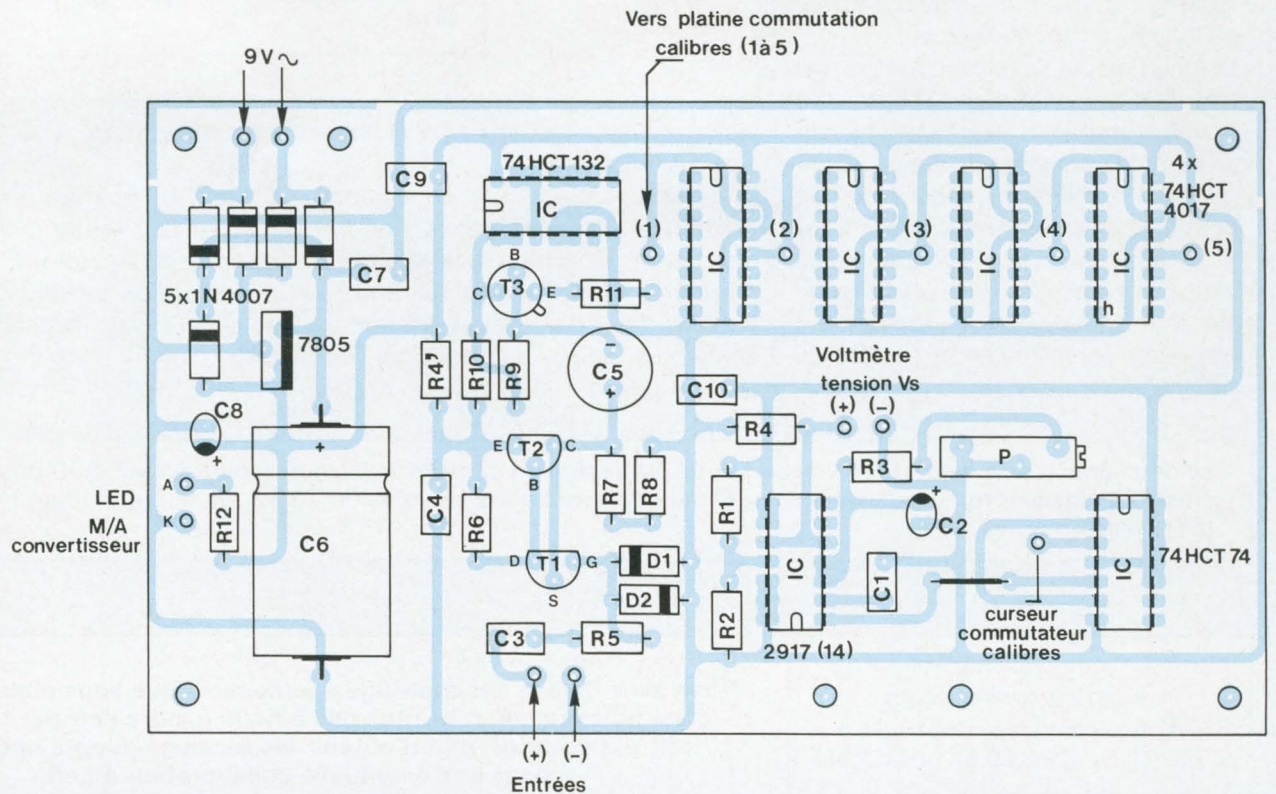 Vers platine commutation
calibres (1à5)
9V ~
74HCT132
4x
74HCT
4017
C9
IC
(1)
IC
(2)
IC
(3)
IC
(4)
IC
(5)
h
B
C T3 E
C7
R11
5x1N4007
7805
R4'
R10
R9
-
C5
+
C10
Voltmètre
tension Vs
(+) (-)
C8
+
+
R4
E T2 C
B
R3
P
LED
M/A
convertisseur
A
K
R12
C6
C4
R6
R7
R8
R1
IC
+
C2
IC
74HCT74
D T1 G
S
D1
D2
C1
C3
R5
R2
2917 (14)
curseur
commutateur
calibres
(+) (-)
Entrées